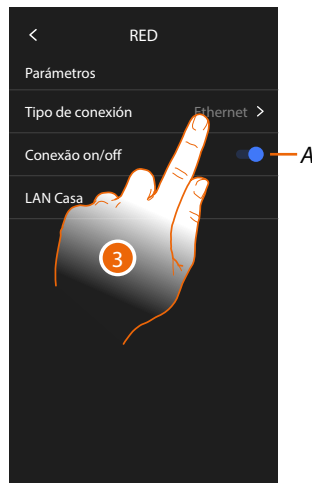 RED
Parámetros
Tipo de conexión Ethernet
Conexão on/off A
LAN Casa
3